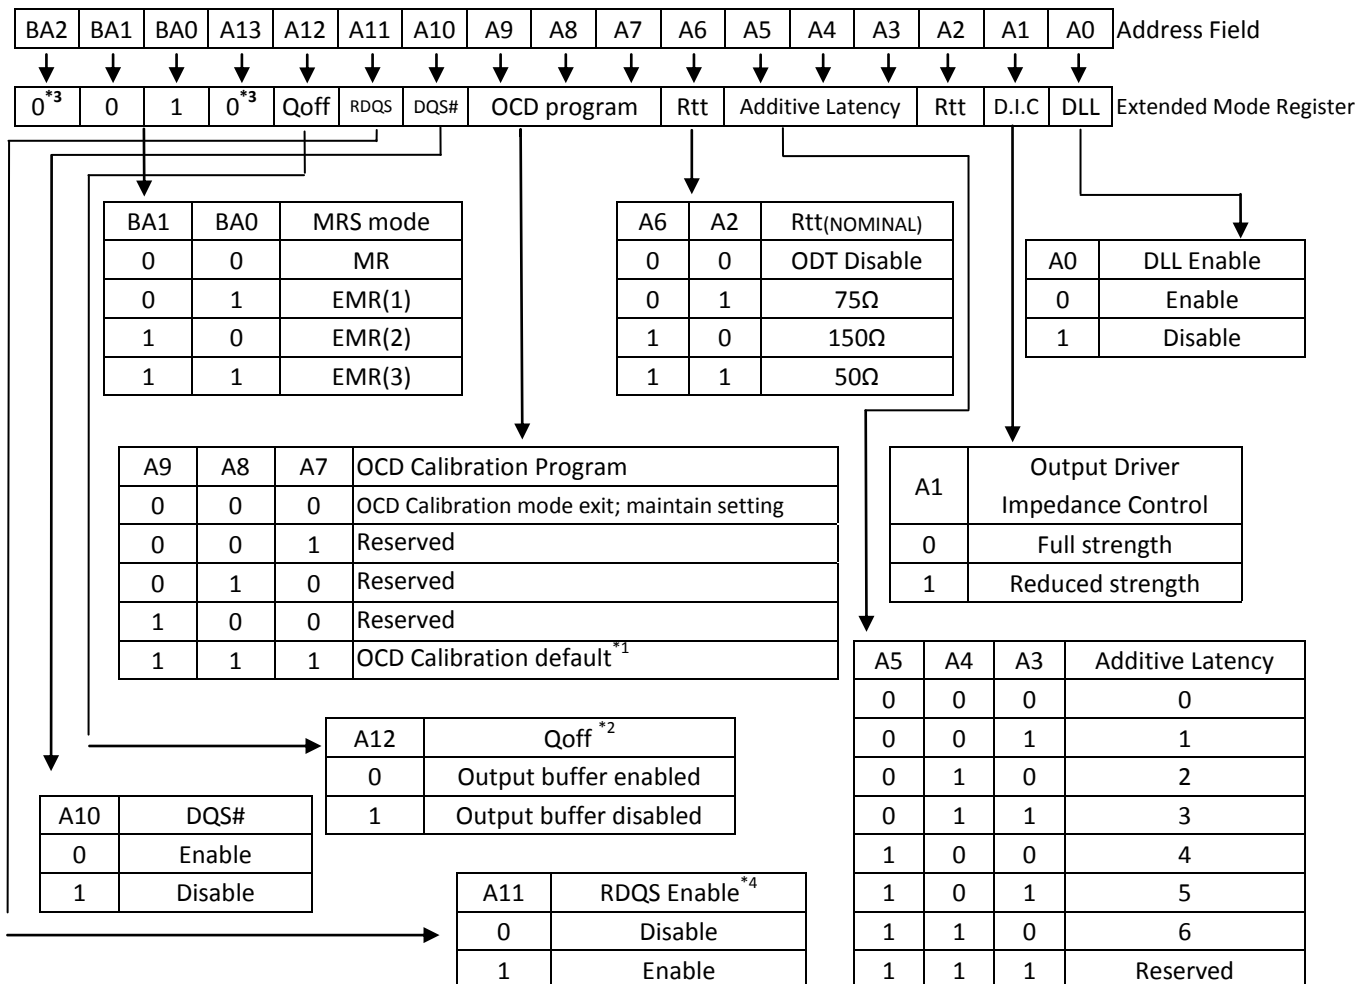 BA2 BA1 BA0 A13 A12 A11 A10 A9 A8 A7 A6 A5 A4 A3 A2 A1 A0 Address Field
0*3 0 1 0*3 Qoff RDQS DQS# OCD program Rtt Additive Latency Rtt D.I.C DLL Extended Mode Register
BA1 BA0 MRS mode
0 0 MR
0 1 EMR(1)
1 0 EMR(2)
1 1 EMR(3)
A6 A2 Rtt(NOMINAL)
0 0 ODT Disable
0 1 75Ω
1 0 150Ω
1 1 50Ω
A0 DLL Enable
0 Enable
1 Disable
A9 A8 A7 OCD Calibration Program
0 0 0 OCD Calibration mode exit; maintain setting
0 0 1 Reserved
0 1 0 Reserved
1 0 0 Reserved
1 1 1 OCD Calibration default*1
A1 Output Driver
Impedance Control
0 Full strength
1 Reduced strength
A12 Qoff *2
0 Output buffer enabled
1 Output buffer disabled
A10 DQS#
0 Enable
1 Disable
A11 RDQS Enable*4
0 Disable
1 Enable
A5 A4 A3 Additive Latency
0 0 0 0
0 0 1 1
0 1 0 2
0 1 1 3
1 0 0 4
1 0 1 5
1 1 0 6
1 1 1 Reserved